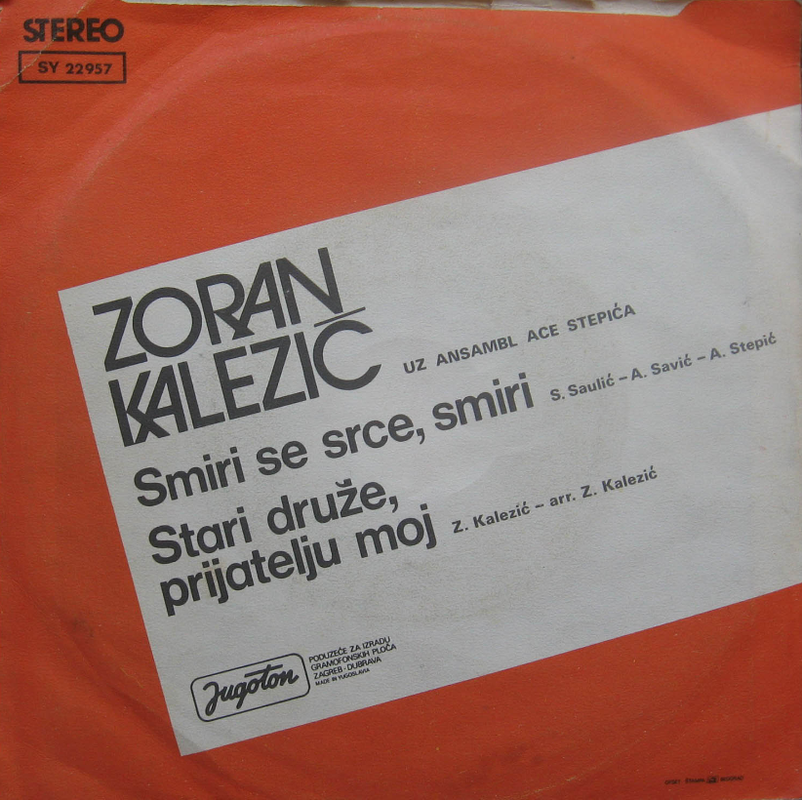 STEREO
SY 22957
ZORAN
KALEZIĆ UZ ANSAMBL ACE STEPIĆA
Smiri se srce, smiri S. Saulić – A. Savić – A. Stepić
Stari druže,
prijatelju moj Z. Kalezić – arr. Z. Kalezić
Jugoton
PODUZEĆE ZA IZRADU
GRAMOFONSKIH PLOČA
ZAGREB - DUBRAVA
MADE IN YUGOSLAVIA